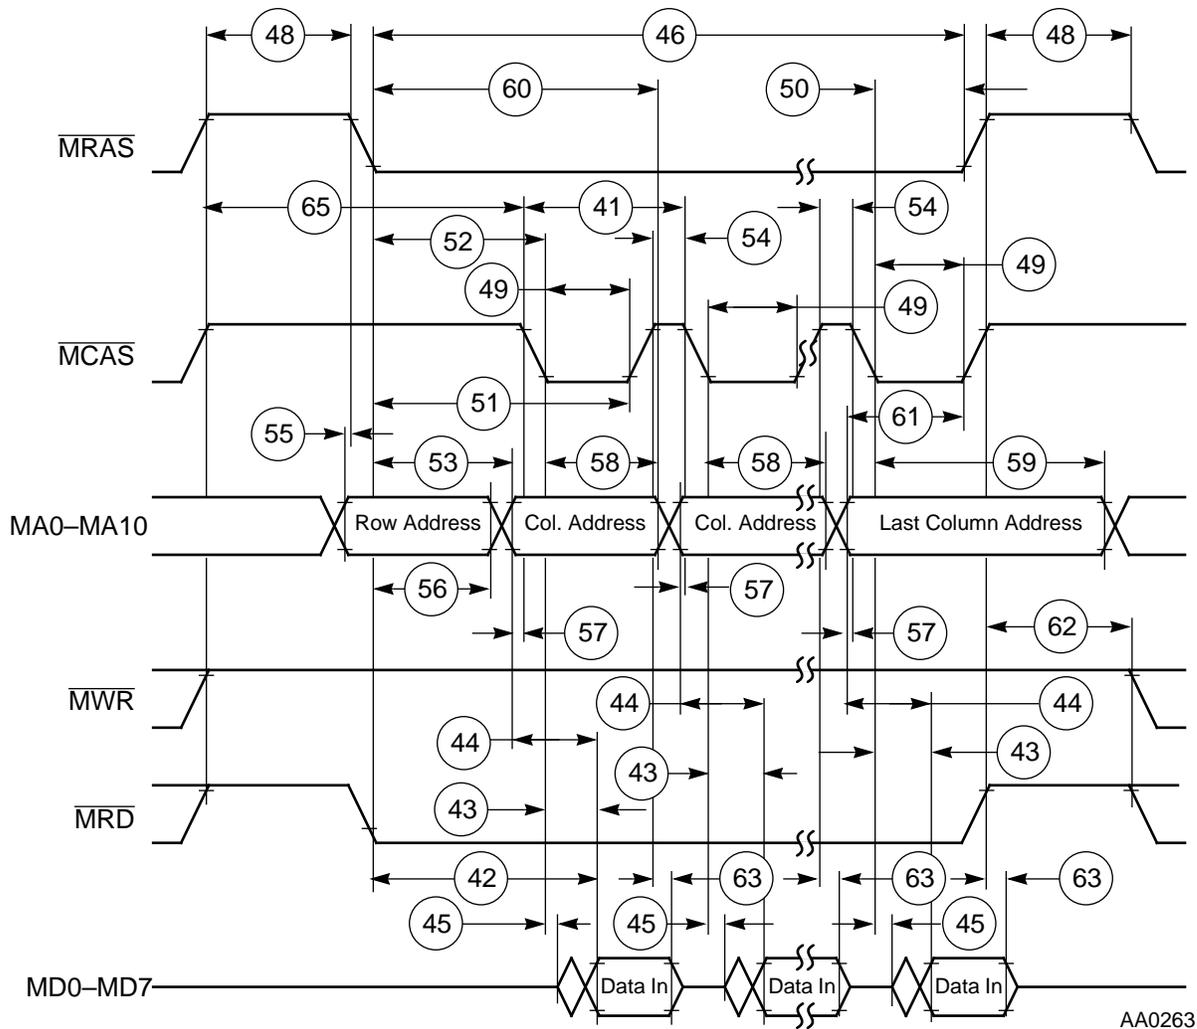 48 46 48
60 50
MRAS
65 41 54
52 54
49 49
49
MCAS
51 61
55
53 58 58 59
MA0–MA10 Row Address Col. Address Col. Address Last Column Address
56 57
57 57 62
MWR
44 44
44 43
43
43
MRD
42 63 63 63
45 45 45
MD0–MD7 Data In Data In Data In
AA0263